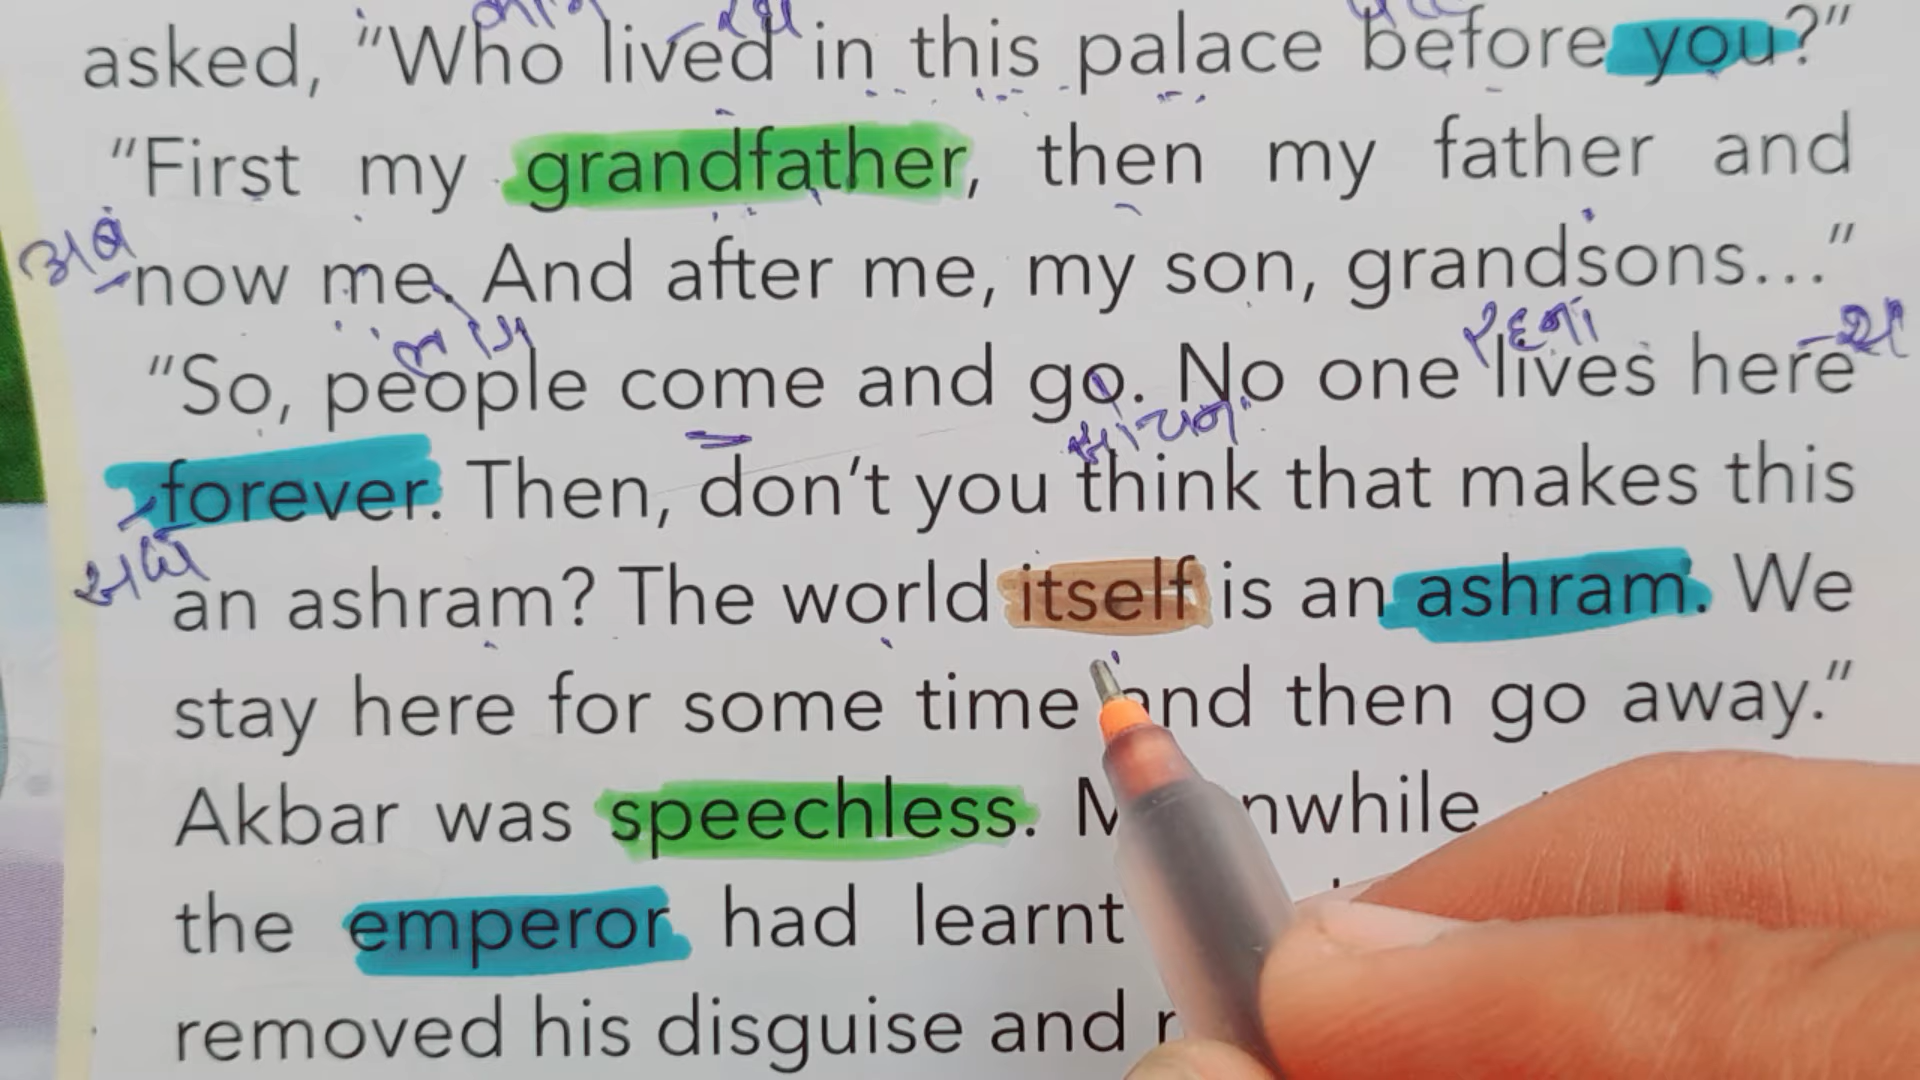 asked, “Who lived in this palace before you?”
“First my grandfather, then my father and
now me. And after me, my son, grandsons...”
“So, people come and go. No one lives here
forever. Then, don’t you think that makes this
an ashram? The world itself is an ashram. We
stay here for some time and then go away.”
Akbar was speechless.
the emperor had learnt
removed his disguise and